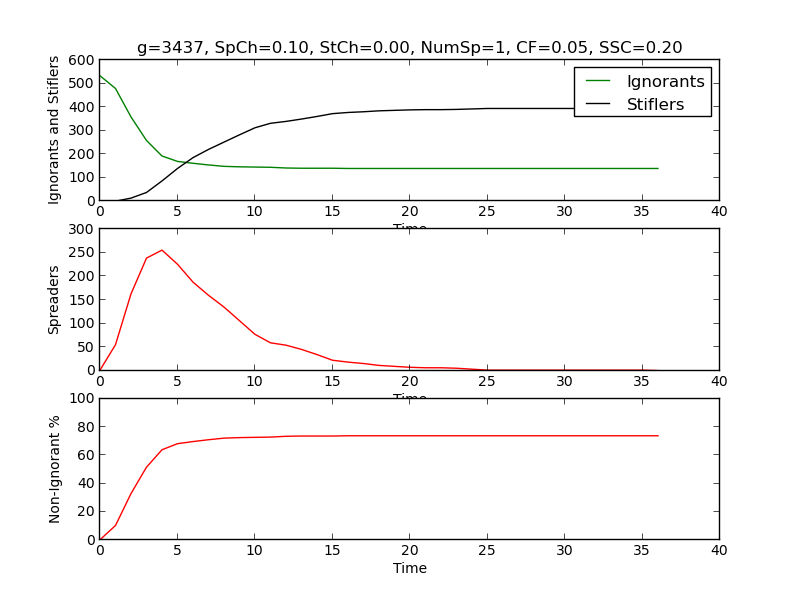 g=3437, SpCh=0.10, StCh=0.00, NumSp=1, CF=0.05, SSC=0.20
Ignorants and Stiflers
600
500
400
300
200
100
0
Ignorants
Stiflers
0 5 10 15 20 25 30 35 40
Time
Spreaders
300
250
200
150
100
50
0
0 5 10 15 20 25 30 35 40
Time
Non-Ignorant %
100
80
60
40
20
0
0 5 10 15 20 25 30 35 40
Time